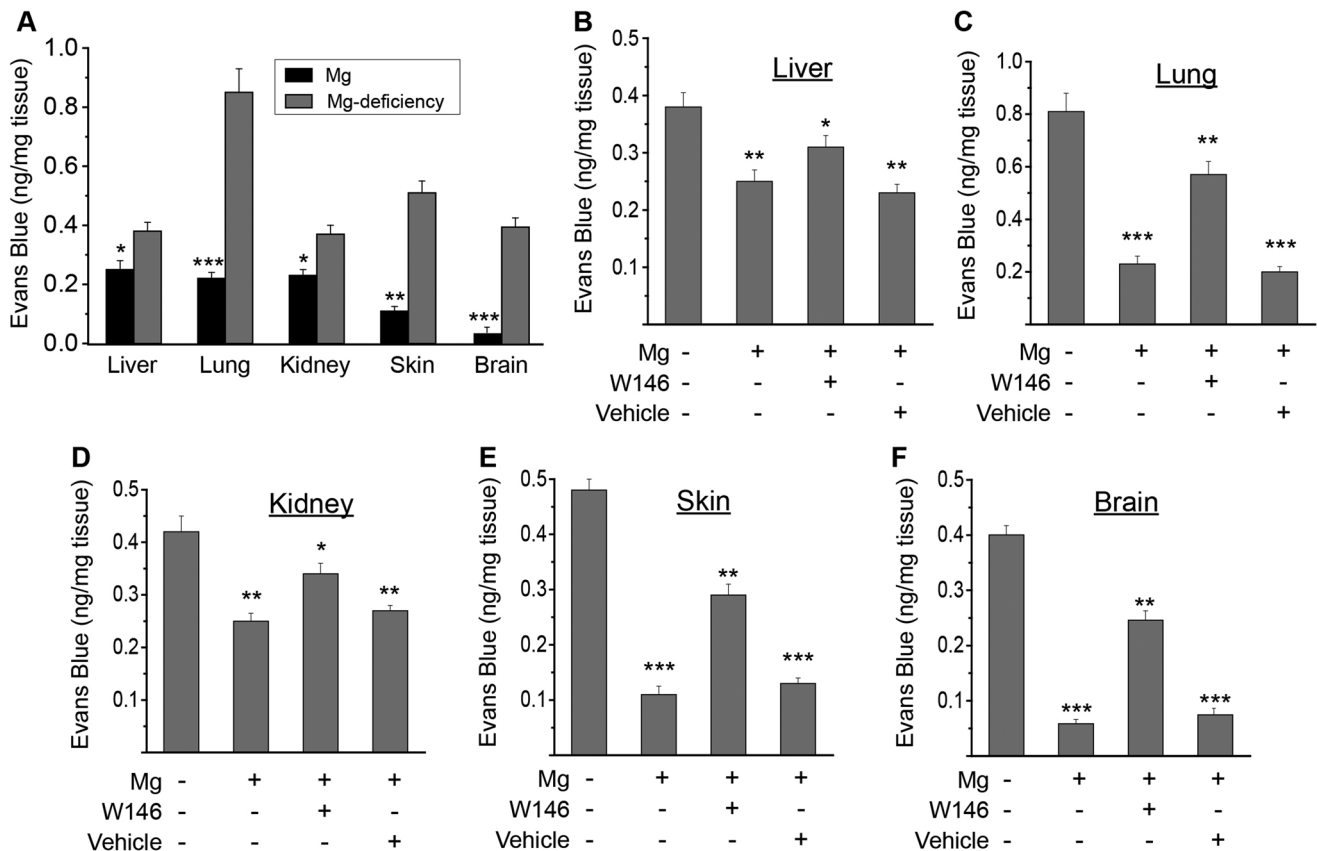 A
Evans Blue (ng/mg tissue)
1.0
0.8
0.6
0.4
0.2
0.0
Mg
Mg-deficiency
*
***
*
**
***
Liver Lung Kidney Skin Brain
B
Liver
Evans Blue (ng/mg tissue)
0.5
0.4
0.3
0.2
0.1
**
*
**
Mg - + + +
W146 - - + -
Vehicle - - - +
C
Lung
Evans Blue (ng/mg tissue)
1.0
0.8
0.6
0.4
0.2
***
**
***
Mg - + + +
W146 - - + -
Vehicle - - - +
D
Kidney
Evans Blue (ng/mg tissue)
0.5
0.4
0.3
0.2
0.1
**
*
**
Mg - + + +
W146 - - + -
Vehicle - - - +
E
Skin
Evans Blue (ng/mg tissue)
0.5
0.4
0.3
0.2
0.1
***
**
***
Mg - + + +
W146 - - + -
Vehicle - - - +
F
Brain
Evans Blue (ng/mg tissue)
0.5
0.4
0.3
0.2
0.1
***
**
***
Mg - + + +
W146 - - + -
Vehicle - - - +